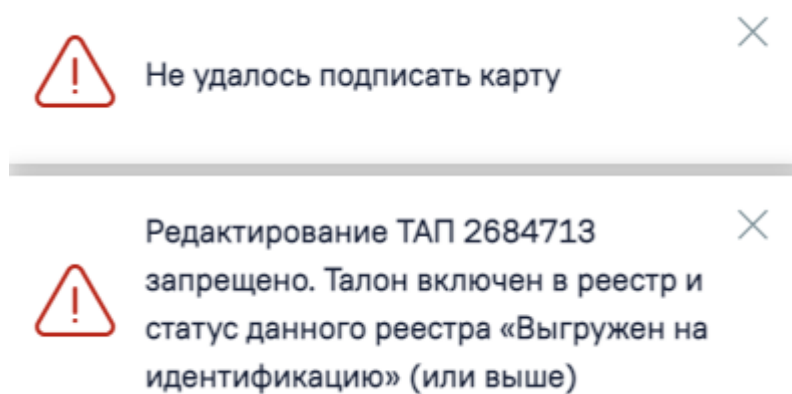 Не удалось подписать карту
Редактирование ТАП 2684713
запрещено. Талон включен в реестр и
статус данного реестра «Выгружен на
идентификацию» (или выше)